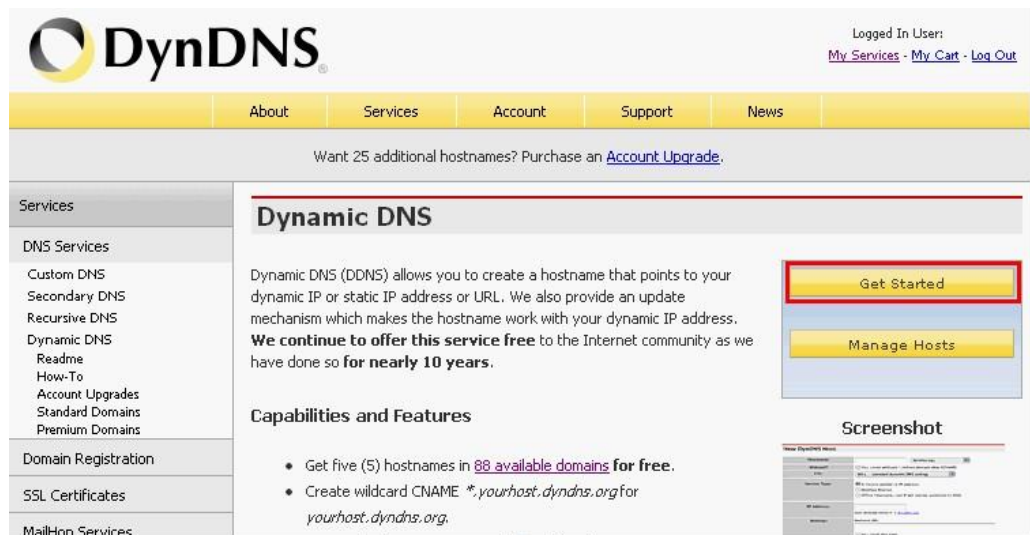 DynDNS®
Logged In User:
My Services - My Cart - Log Out
About Services Account Support News
Want 25 additional hostnames? Purchase an Account Upgrade.
Services
DNS Services
Custom DNS
Secondary DNS
Recursive DNS
Dynamic DNS
Readme
How-To
Account Upgrades
Standard Domains
Premium Domains
Domain Registration
SSL Certificates
MailHop Services
Dynamic DNS
Dynamic DNS (DDNS) allows you to create a hostname that points to your
dynamic IP or static IP address or URL. We also provide an update
mechanism which makes the hostname work with your dynamic IP address.
We continue to offer this service free to the Internet community as we
have done so for nearly 10 years.
Capabilities and Features
• Get five (5) hostnames in 88 available domains for free.
• Create wildcard CNAME *.yourhost.dyndns.org for
yourhost.dyndns.org.
Get Started
Manage Hosts
Screenshot